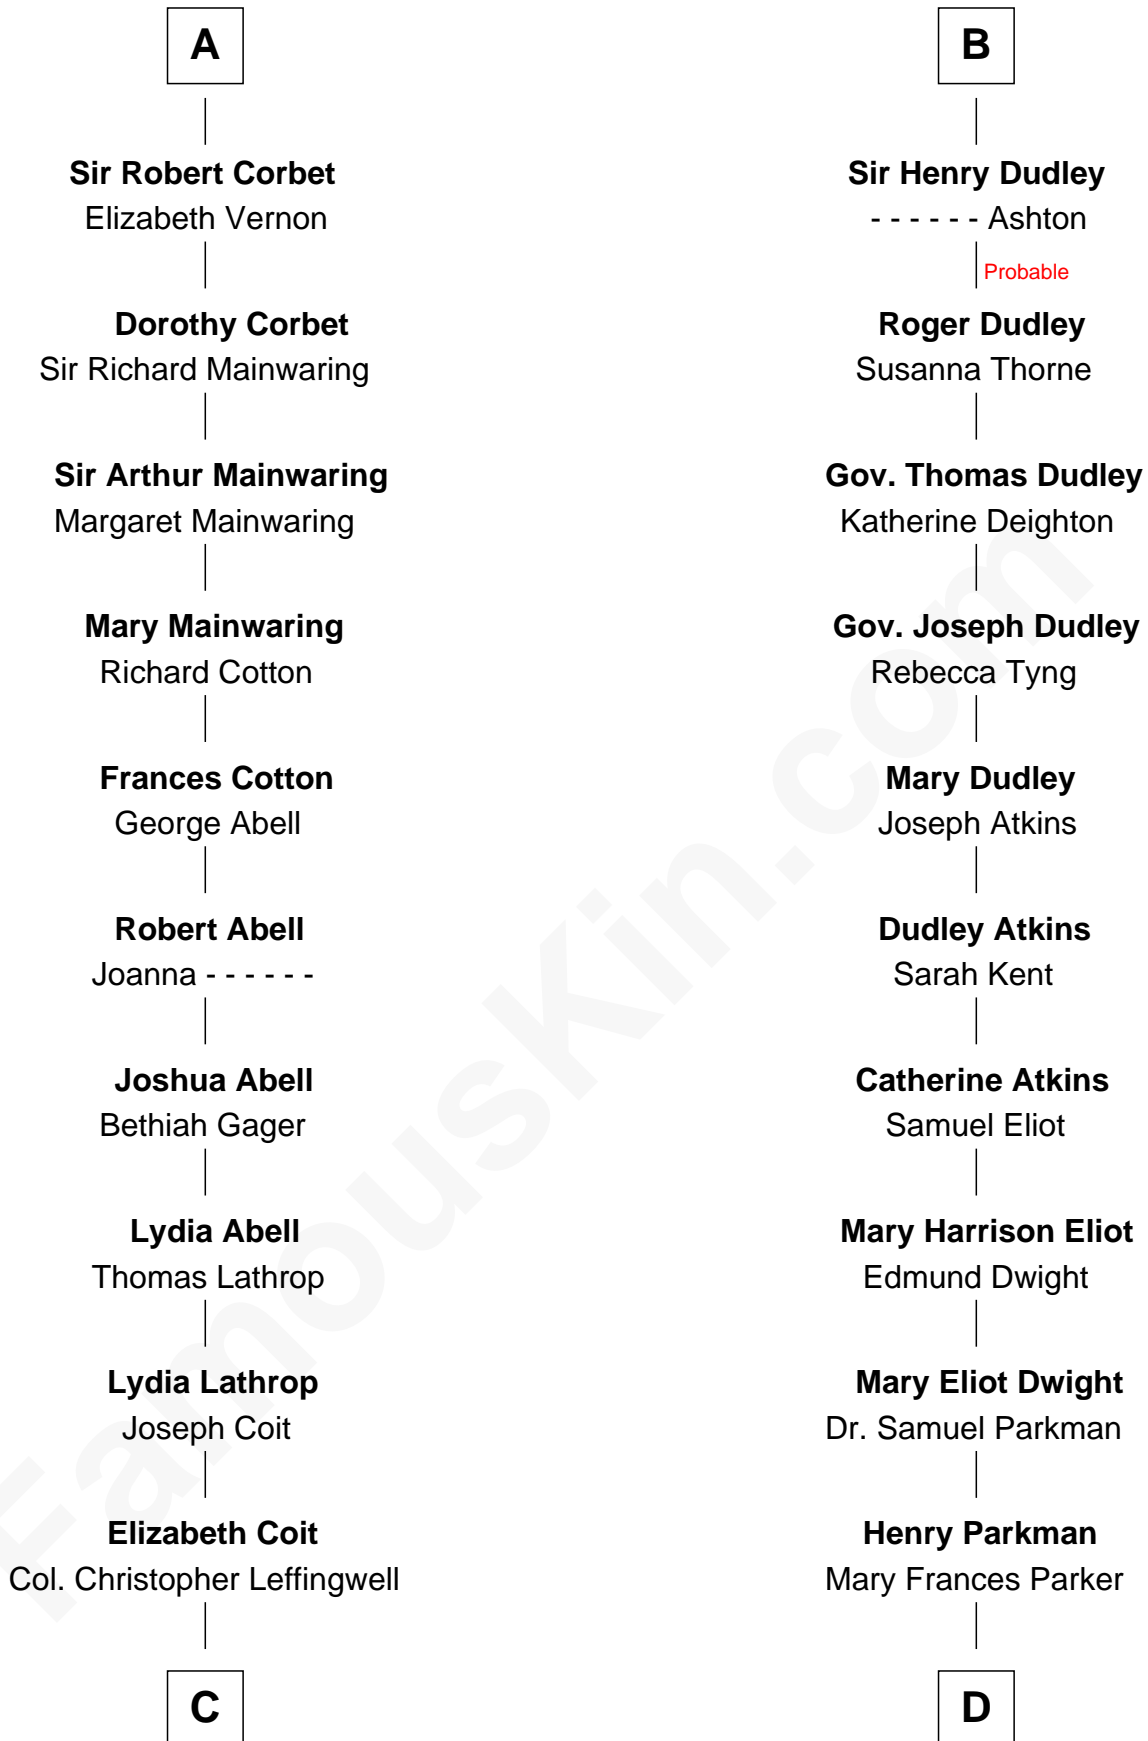 A
Sir Robert Corbet
Elizabeth Vernon
Dorothy Corbet
Sir Richard Mainwaring
Sir Arthur Mainwaring
Margaret Mainwaring
Mary Mainwaring
Richard Cotton
Frances Cotton
George Abell
Robert Abell
Joanna - - - - - -
Joshua Abell
Bethiah Gager
Lydia Abell
Thomas Lathrop
Lydia Lathrop
Joseph Coit
Elizabeth Coit
Col. Christopher Leffingwell
C
B
Sir Henry Dudley
- - - - - - Ashton
Probable
Roger Dudley
Susanna Thorne
Gov. Thomas Dudley
Katherine Deighton
Gov. Joseph Dudley
Rebecca Tyng
Mary Dudley
Joseph Atkins
Dudley Atkins
Sarah Kent
Catherine Atkins
Samuel Eliot
Mary Harrison Eliot
Edmund Dwight
Mary Eliot Dwight
Dr. Samuel Parkman
Henry Parkman
Mary Frances Parker
D
FamousKin.com